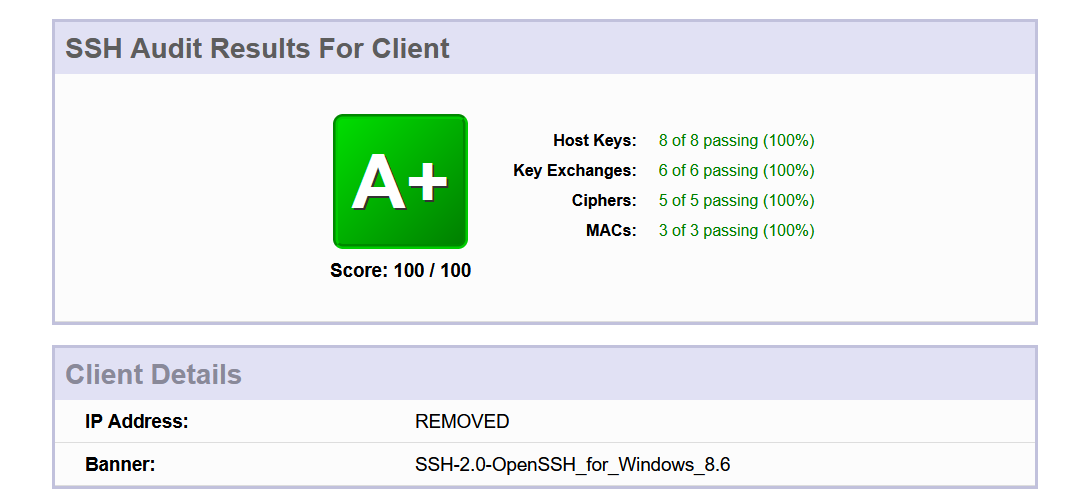 SSH Audit Results For Client
A+
Score: 100 / 100
Host Keys: 8 of 8 passing (100%)
Key Exchanges: 6 of 6 passing (100%)
Ciphers: 5 of 5 passing (100%)
MACs: 3 of 3 passing (100%)
Client Details
IP Address: REMOVED
Banner: SSH-2.0-OpenSSH_for_Windows_8.6